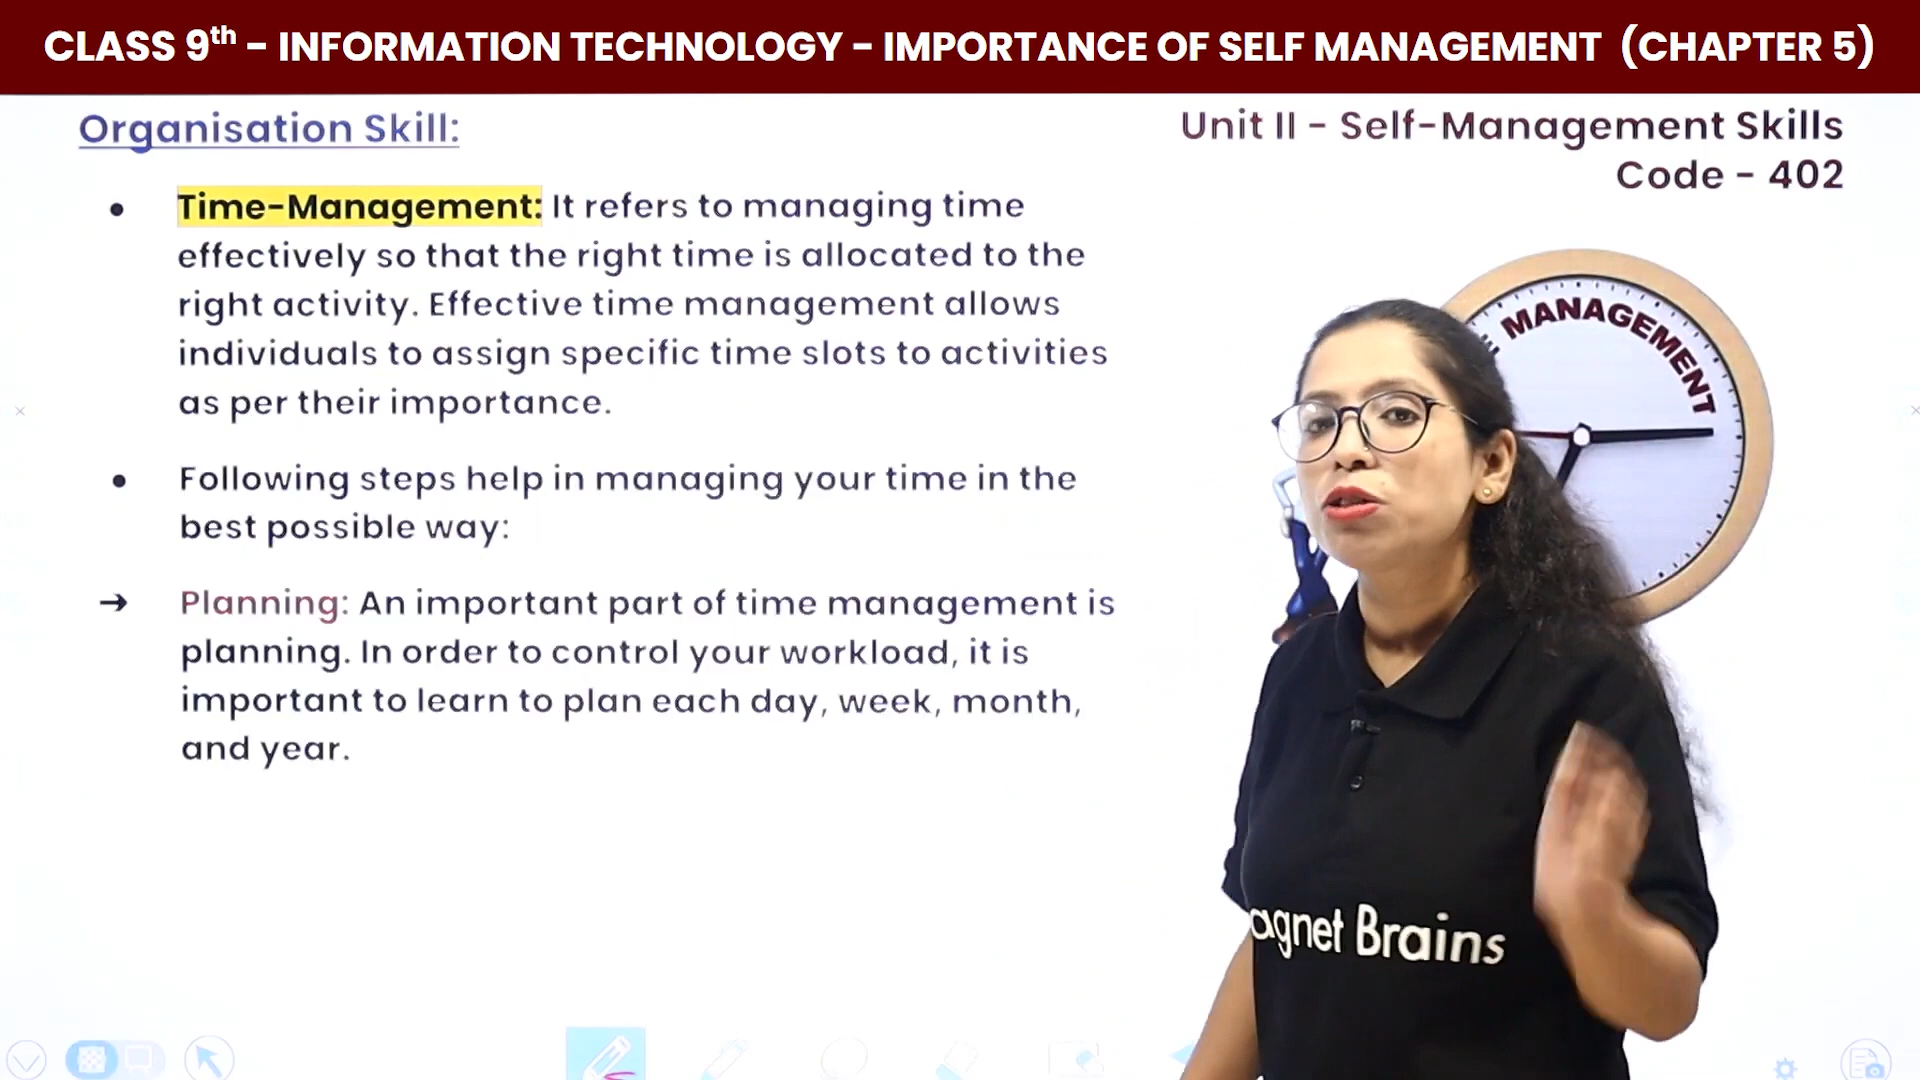 CLASS 9th – INFORMATION TECHNOLOGY – IMPORTANCE OF SELF MANAGEMENT (CHAPTER 5)
Organisation Skill:
Unit II - Self-Management Skills
Code - 402
• Time-Management: It refers to managing time
effectively so that the right time is allocated to the
right activity. Effective time management allows
individuals to assign specific time slots to activities
as per their importance.
• Following steps help in managing your time in the
best possible way:
→ Planning: An important part of time management is
planning. In order to control your workload, it is
important to learn to plan each day, week, month,
and year.
MANAGEMENT
agnet Brains